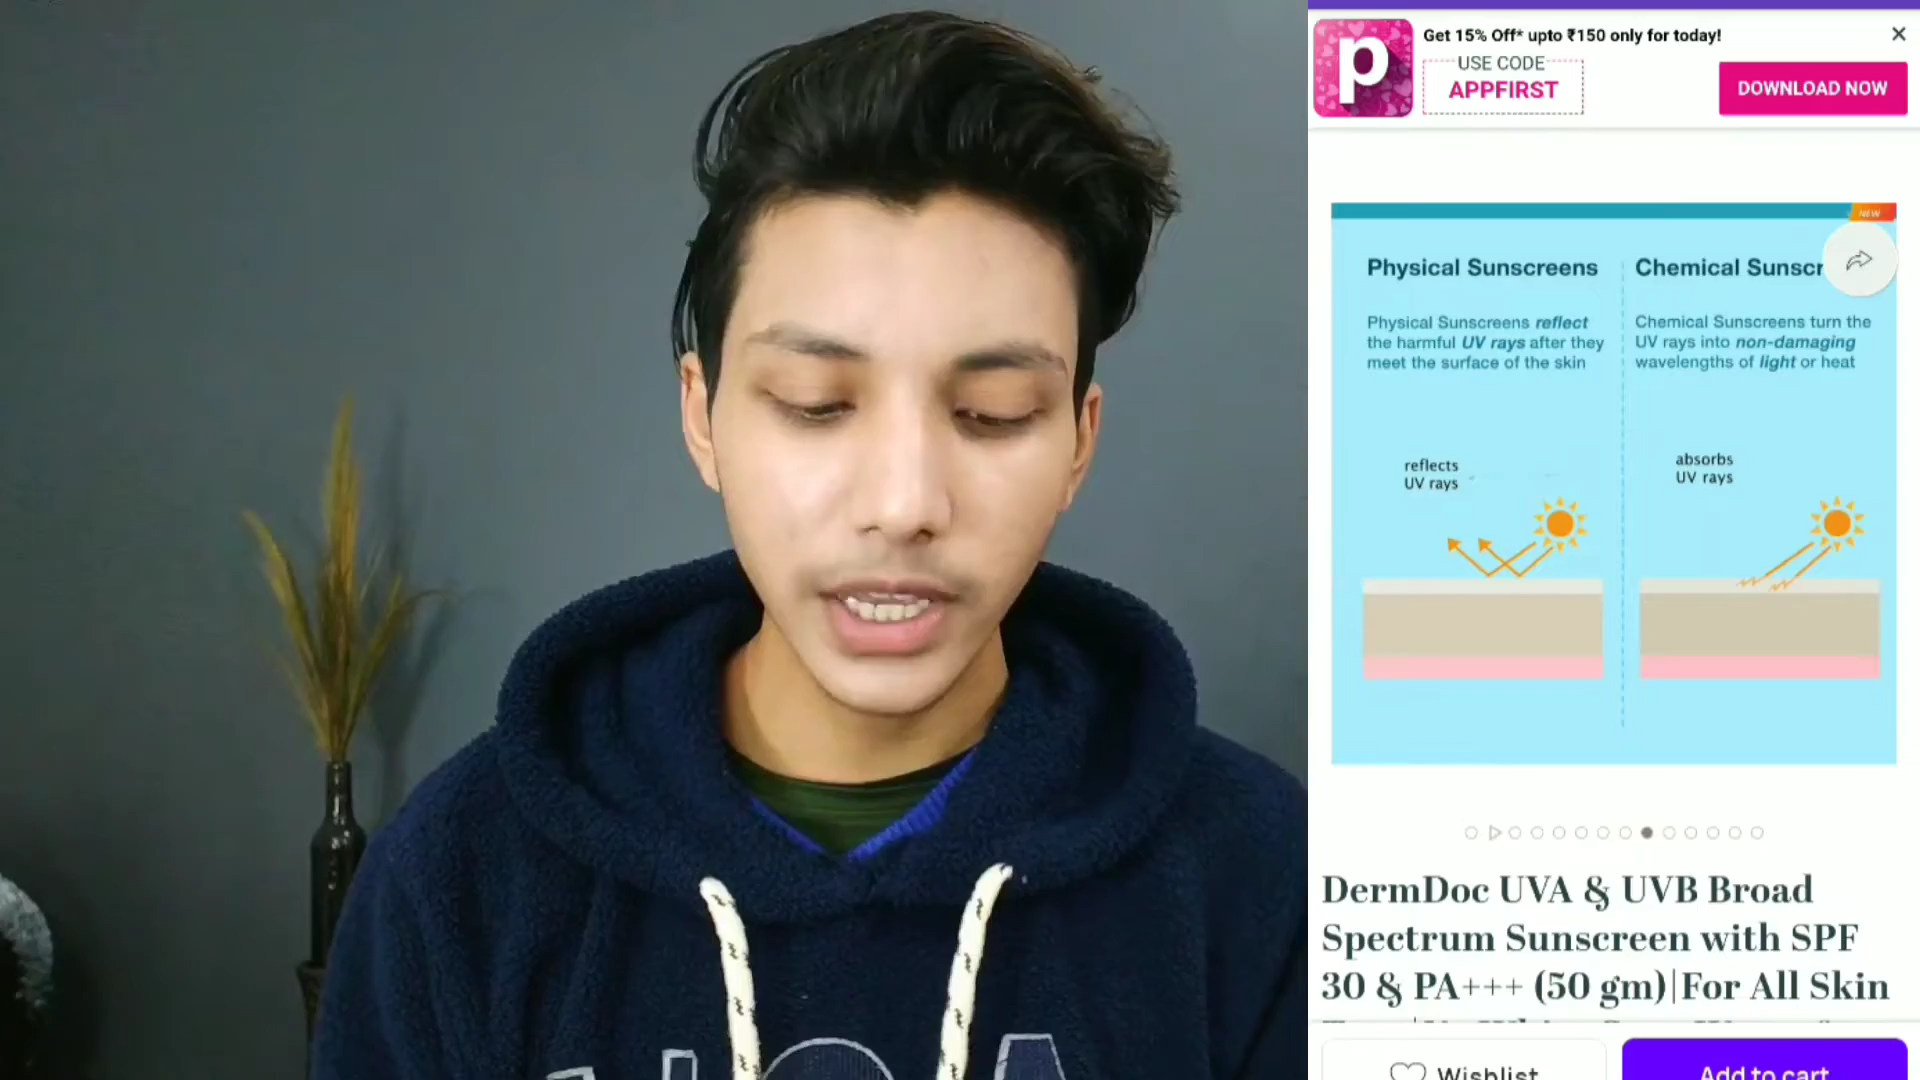 Get 15% Off* upto ₹150 only for today!
USE CODE
APPFIRST
DOWNLOAD NOW
p
NEW
Physical Sunscreens
Physical Sunscreens reflect
the harmful UV rays after they
meet the surface of the skin
reflects
UV rays
Chemical
Chemical Sunscreens turn the
UV rays into non-damaging
wavelengths of light or heat
absorbs
UV rays
DermDoc UVA & UVB Broad
Spectrum Sunscreen with SPF
30 & PA+++ (50 gm)|For All Skin
Wishlist
Add to cart